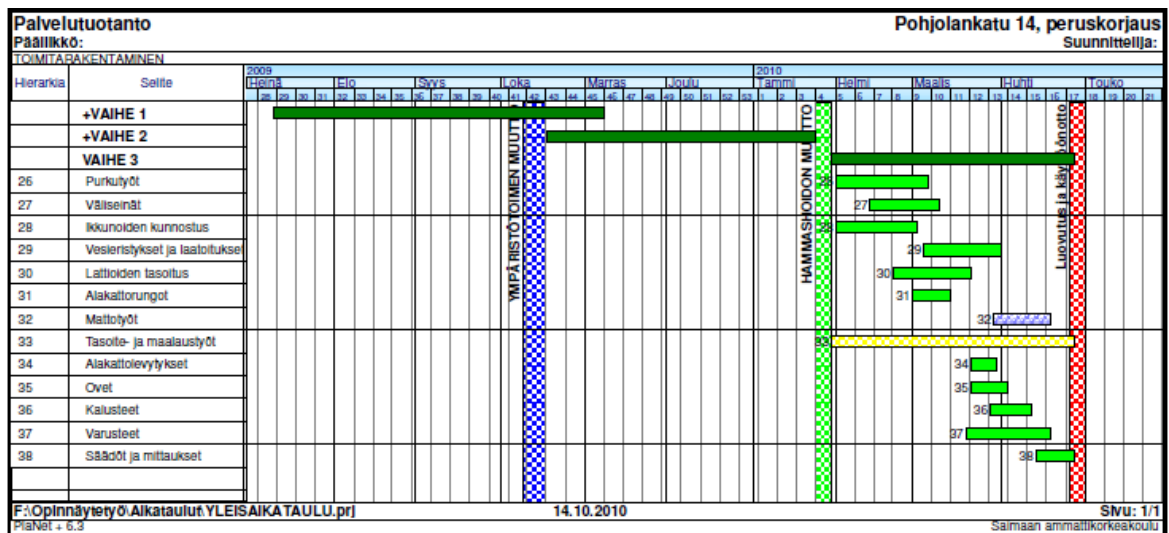 Palvelutuotanto Pohjolankatu 14, peruskorjaus
Päällikkö: Suunnittelija:
TOIMITARAKENTAMINEN
2009 2010
Hierarkia Selite Heinä Elo Syys Loka Marras Joulu Tammi Helmi Maalis Huhti Touko
28 29 30 31 32 33 34 35 36 37 38 39 40 41 42 43 44 45 46 47 48 49 50 51 52 53 1 2 3 4 5 6 7 8 9 10 11 12 13 14 15 16 17 18 19 20 21
+VAIHE 1
+VAIHE 2
VAIHE 3
26 Purkutyöt 26
27 Väliseinät 27
28 Ikkunoiden kunnostus 28
29 Vesieristykset ja laatoitukset 29
30 Lattioiden tasoitus 30
31 Alakattorungot 31
32 Mattotyöt 32
33 Tasoite- ja maalaustyöt 33
34 Alakattolevytykset 34
35 Ovet 35
36 Kalusteet 36
37 Varusteet 37
38 Säädöt ja mittaukset 38
YMPÄRISTÖTOIMEN MUUTTO
HAMMASHOIDON MUUTTO
Luovutus ja käyttöönotto
F:\Opinnäytetyö\Aikataulut\YLEISAIKATAULU.prj 14.10.2010 Sivu: 1/1
PlaNet + 6.3 Saimaan ammattikorkeakoulu